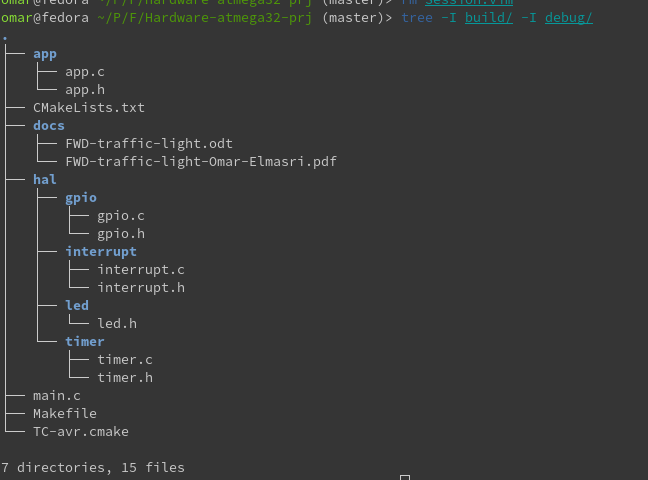 omar@fedora ~/P/F/Hardware-atmega32-prj (master)> rm Session.vim
omar@fedora ~/P/F/Hardware-atmega32-prj (master)> tree -I build/ -I debug/
.
├── app
│   ├── app.c
│   └── app.h
├── CMakeLists.txt
├── docs
│   ├── FWD-traffic-light.odt
│   └── FWD-traffic-light-Omar-Elmasri.pdf
├── hal
│   ├── gpio
│   │   ├── gpio.c
│   │   └── gpio.h
│   ├── interrupt
│   │   ├── interrupt.c
│   │   └── interrupt.h
│   ├── led
│   │   └── led.h
│   └── timer
│       ├── timer.c
│       └── timer.h
├── main.c
├── Makefile
└── TC-avr.cmake
7 directories, 15 files